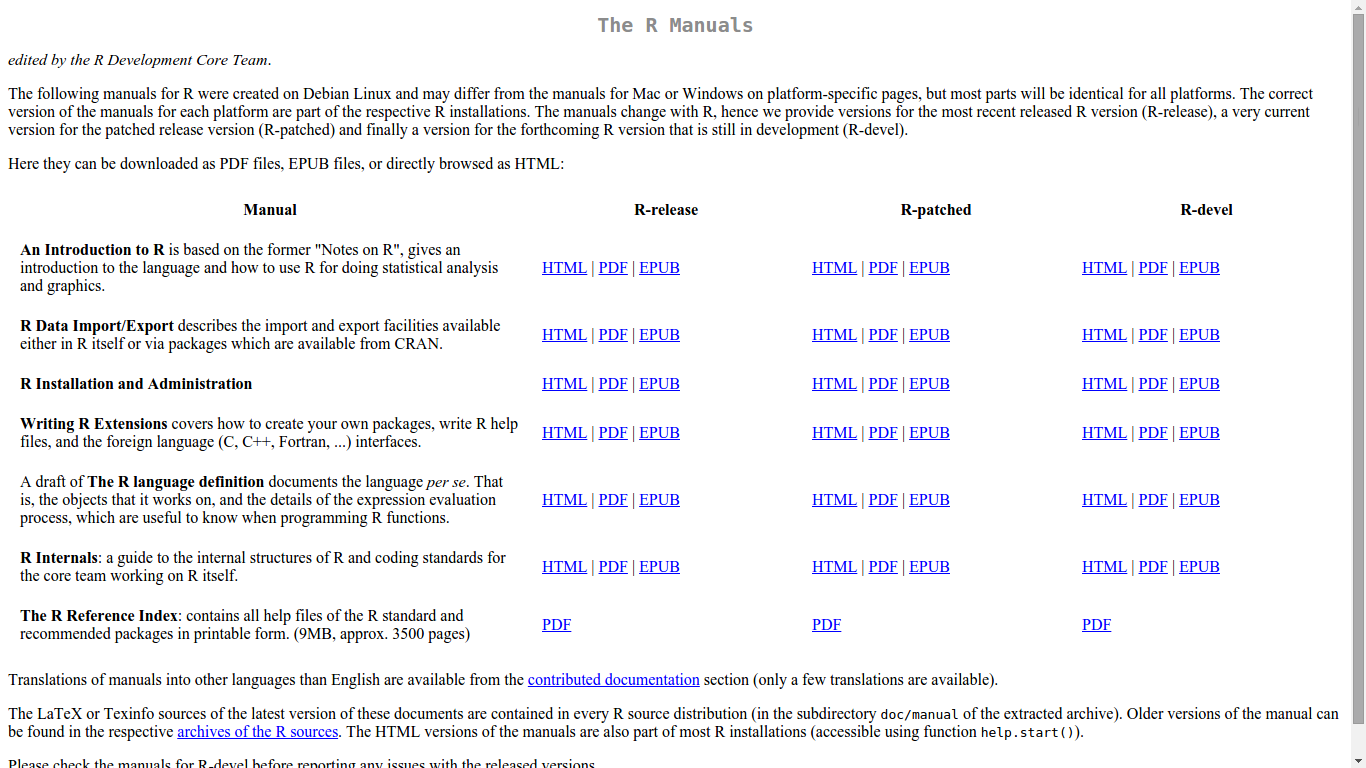 The R Manuals
edited by the R Development Core Team.
The following manuals for R were created on Debian Linux and may differ from the manuals for Mac or Windows on platform-specific pages, but most parts will be identical for all platforms. The correct
version of the manuals for each platform are part of the respective R installations. The manuals change with R, hence we provide versions for the most recent released R version (R-release), a very current
version for the patched release version (R-patched) and finally a version for the forthcoming R version that is still in development (R-devel).
Here they can be downloaded as PDF files, EPUB files, or directly browsed as HTML:
Manual R-release R-patched R-devel
An Introduction to R is based on the former "Notes on R", gives an
introduction to the language and how to use R for doing statistical analysis
and graphics.
HTML | PDF | EPUB HTML | PDF | EPUB HTML | PDF | EPUB
R Data Import/Export describes the import and export facilities available
either in R itself or via packages which are available from CRAN.
HTML | PDF | EPUB HTML | PDF | EPUB HTML | PDF | EPUB
R Installation and Administration HTML | PDF | EPUB HTML | PDF | EPUB HTML | PDF | EPUB
Writing R Extensions covers how to create your own packages, write R help
files, and the foreign language (C, C++, Fortran, ...) interfaces.
HTML | PDF | EPUB HTML | PDF | EPUB HTML | PDF | EPUB
A draft of The R language definition documents the language per se. That
is, the objects that it works on, and the details of the expression evaluation
process, which are useful to know when programming R functions.
HTML | PDF | EPUB HTML | PDF | EPUB HTML | PDF | EPUB
R Internals: a guide to the internal structures of R and coding standards for
the core team working on R itself.
HTML | PDF | EPUB HTML | PDF | EPUB HTML | PDF | EPUB
The R Reference Index: contains all help files of the R standard and
recommended packages in printable form. (9MB, approx. 3500 pages)
PDF PDF PDF
Translations of manuals into other languages than English are available from the contributed documentation section (only a few translations are available).
The LaTeX or Texinfo sources of the latest version of these documents are contained in every R source distribution (in the subdirectory doc/manual of the extracted archive). Older versions of the manual can
be found in the respective archives of the R sources. The HTML versions of the manuals are also part of most R installations (accessible using function help.start()).
Please check the manuals for R-devel before reporting any issues with the released versions.